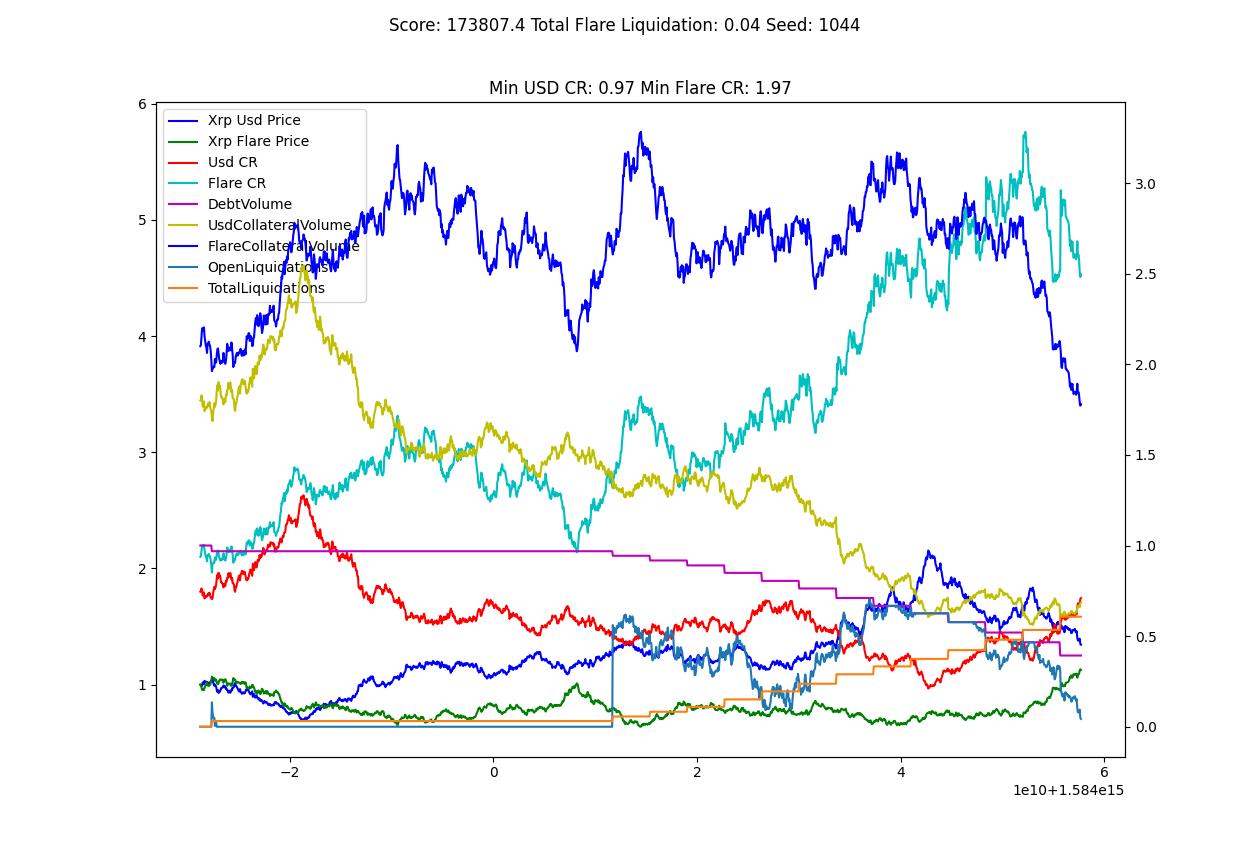 Score: 173807.4 Total Flare Liquidation: 0.04 Seed: 1044
Min USD CR: 0.97 Min Flare CR: 1.97
6
5
4
3
2
1
Xrp Usd Price
Xrp Flare Price
Usd CR
Flare CR
DebtVolume
UsdCollateralVolume
FlareCollateralVolume
OpenLiquidations
TotalLiquidations
3.0
2.5
2.0
1.5
1.0
0.5
0.0
−2 0 2 4 6
1e10+1.584e15